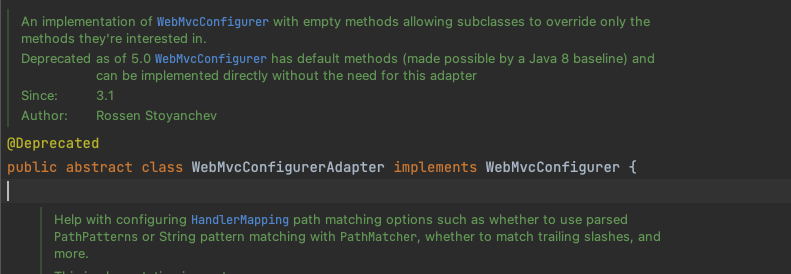 An implementation of WebMvcConfigurer with empty methods allowing subclasses to override only the
methods they're interested in.
Deprecated as of 5.0 WebMvcConfigurer has default methods (made possible by a Java 8 baseline) and
can be implemented directly without the need for this adapter
Since: 3.1
Author: Rossen Stoyanchev
@Deprecated
public abstract class WebMvcConfigurerAdapter implements WebMvcConfigurer {
Help with configuring HandlerMapping path matching options such as whether to use parsed
PathPatterns or String pattern matching with PathMatcher, whether to match trailing slashes, and
more.